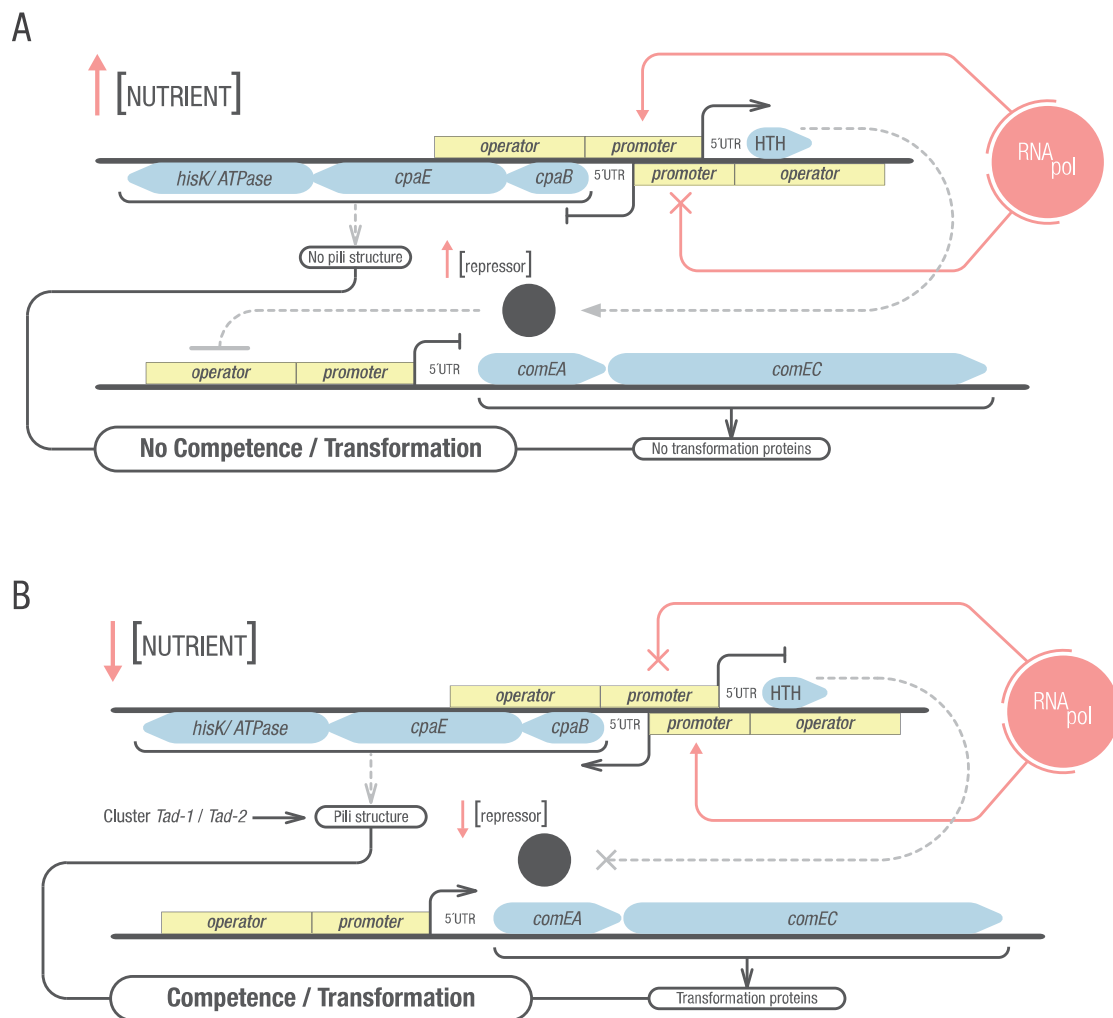 A
[NUTRIENT]
operator promoter 5´UTR HTH
RNA pol
hisK/ ATPase cpaE cpaB 5´UTR promoter operator
No pili structure
[repressor]
operator promoter 5´UTR comEA comEC
No Competence / Transformation
No transformation proteins
B
[NUTRIENT]
operator promoter 5´UTR HTH
RNA pol
hisK/ ATPase cpaE cpaB 5´UTR promoter operator
Cluster Tad-1 / Tad-2 Pili structure
[repressor]
operator promoter 5´UTR comEA comEC
Competence / Transformation
Transformation proteins